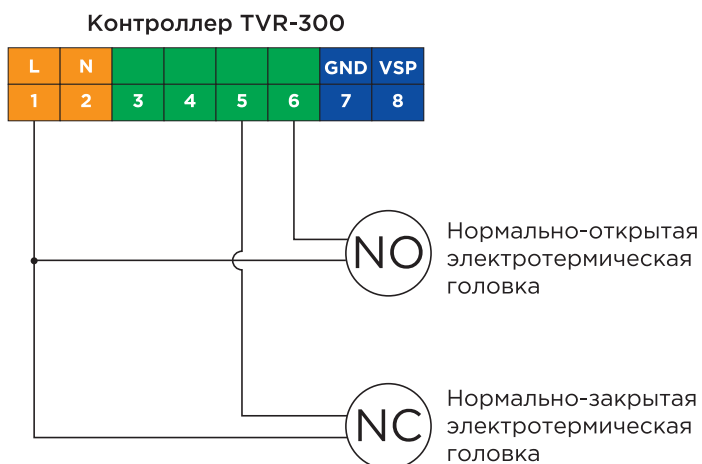 Контроллер TVR-300
L N GND VSP
1 2 3 4 5 6 7 8
NO
Нормально-открытая
электротермическая
головка
NC
Нормально-закрытая
электротермическая
головка